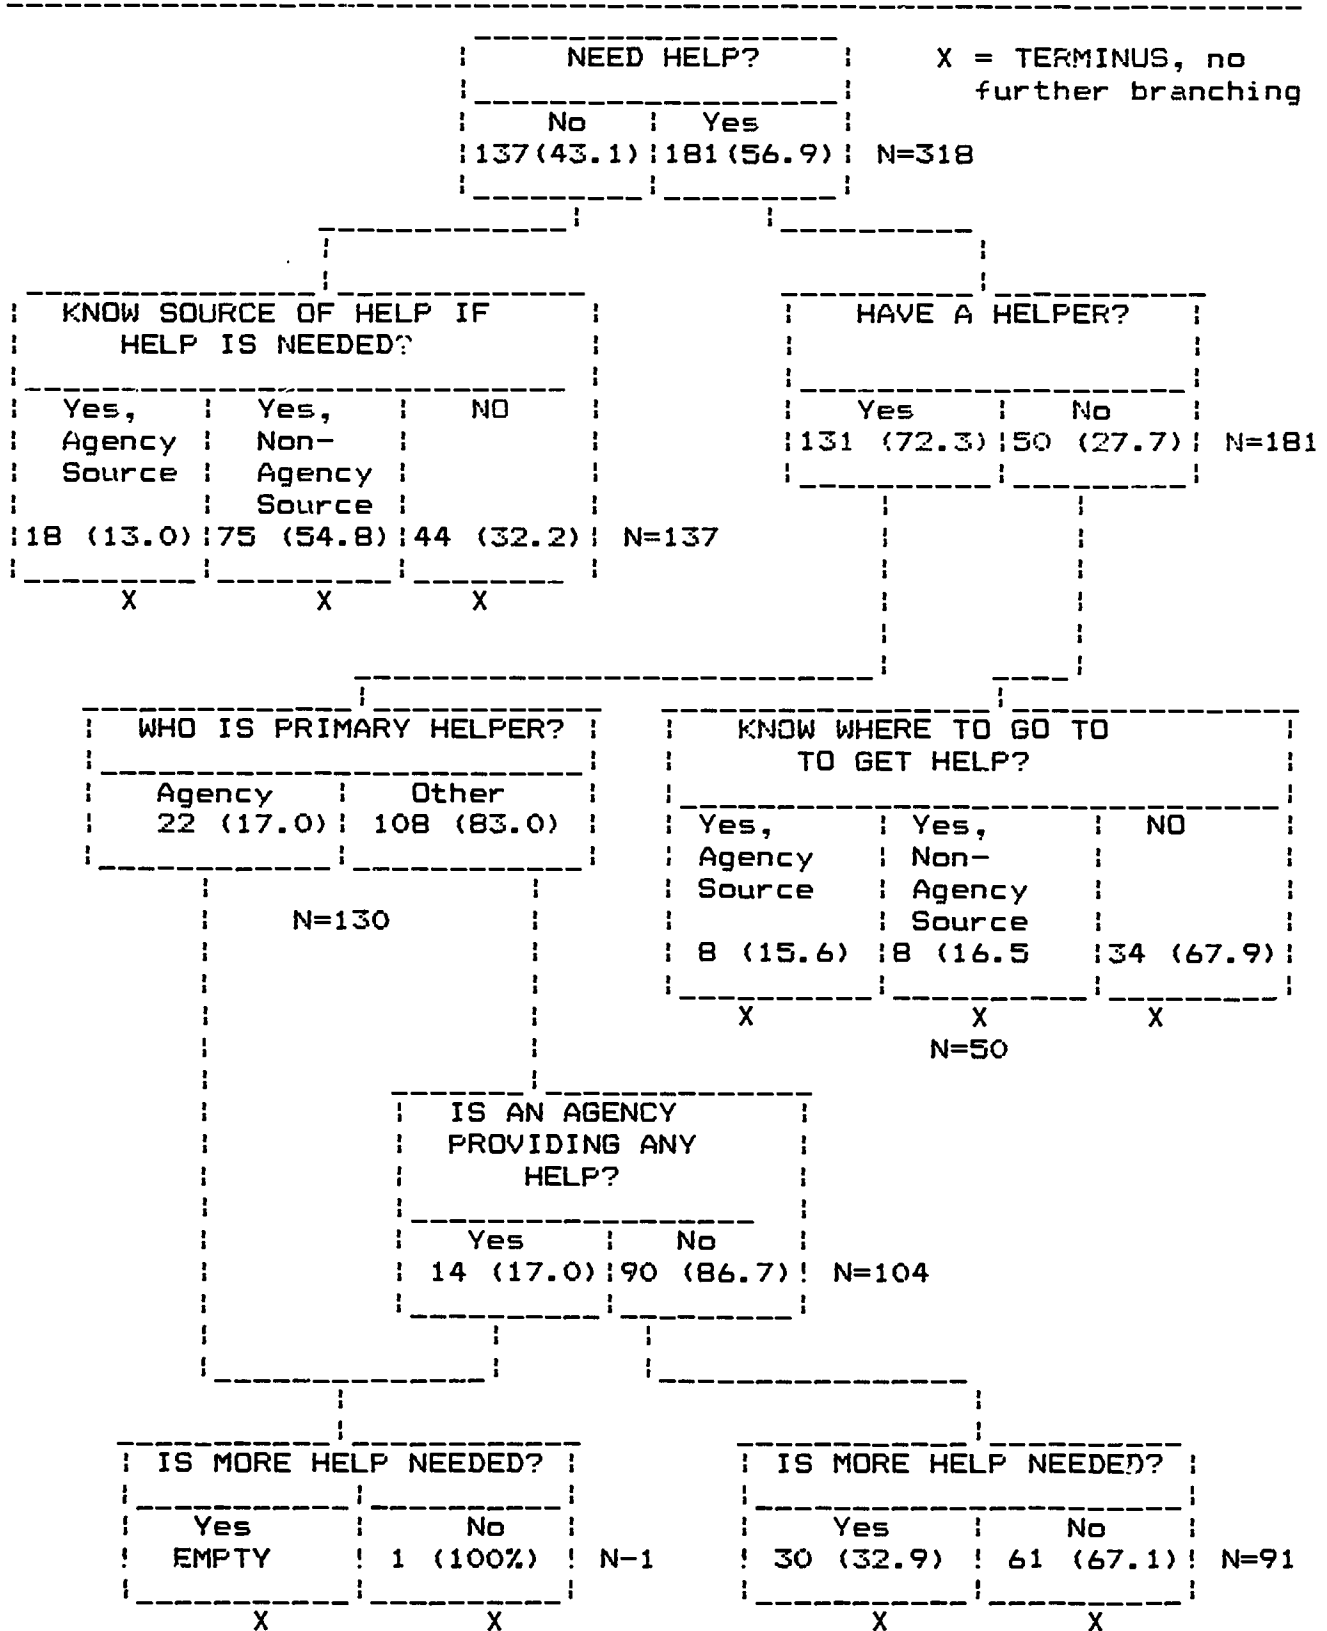 NEED HELP?
X = TERMINUS, no
further branching
No Yes
137(43.1) 181(56.9) N=318
KNOW SOURCE OF HELP IF
HELP IS NEEDED?
Yes, Yes, NO
Agency Non-
Source Agency
Source
18 (13.0) 75 (54.8) 44 (32.2) N=137
X X X
HAVE A HELPER?
Yes No
131 (72.3) 50 (27.7) N=181
WHO IS PRIMARY HELPER?
Agency Other
22 (17.0) 108 (83.0)
N=130
KNOW WHERE TO GO TO
TO GET HELP?
Yes, Yes, NO
Agency Non-
Source Agency
Source
8 (15.6) 8 (16.5 34 (67.9)
X X X
N=50
IS AN AGENCY
PROVIDING ANY
HELP?
Yes No
14 (17.0) 90 (86.7) N=104
IS MORE HELP NEEDED?
Yes No
EMPTY 1 (100%) N-1
X X
IS MORE HELP NEEDED?
Yes No
30 (32.9) 61 (67.1) N=91
X X